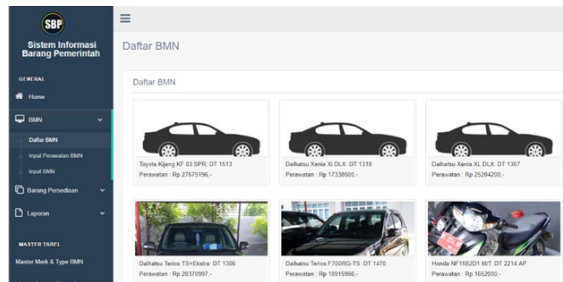 SBP
Sistem Informasi
Barang Pemerintah
GENERAL
Home
BMN
Daftar BMN
Input Perawatan BMN
Input BMN
Barang Persediaan
Laporan
MASTER TABEL
Master Merk & Type BMN
Daftar BMN
Daftar BMN
Toyota Kijang KF 83 SPR: DT 1513
Perawatan : Rp 27675196,-
Daihatsu Xenia Xi DLX: DT 1318
Perawatan : Rp 17338500,-
Daihatsu Xenia XL DLX: DT 1367
Perawatan : Rp 25204200,-
Daihatsu Terios TS+Ekstra: DT 1306
Perawatan : Rp 20370997,-
Daihatsu Terios F700RG-TS: DT 1470
Perawatan : Rp 18915990,-
Honda NF11B2D1 M/T: DT 2214 AP
Perawatan : Rp 1652000,-